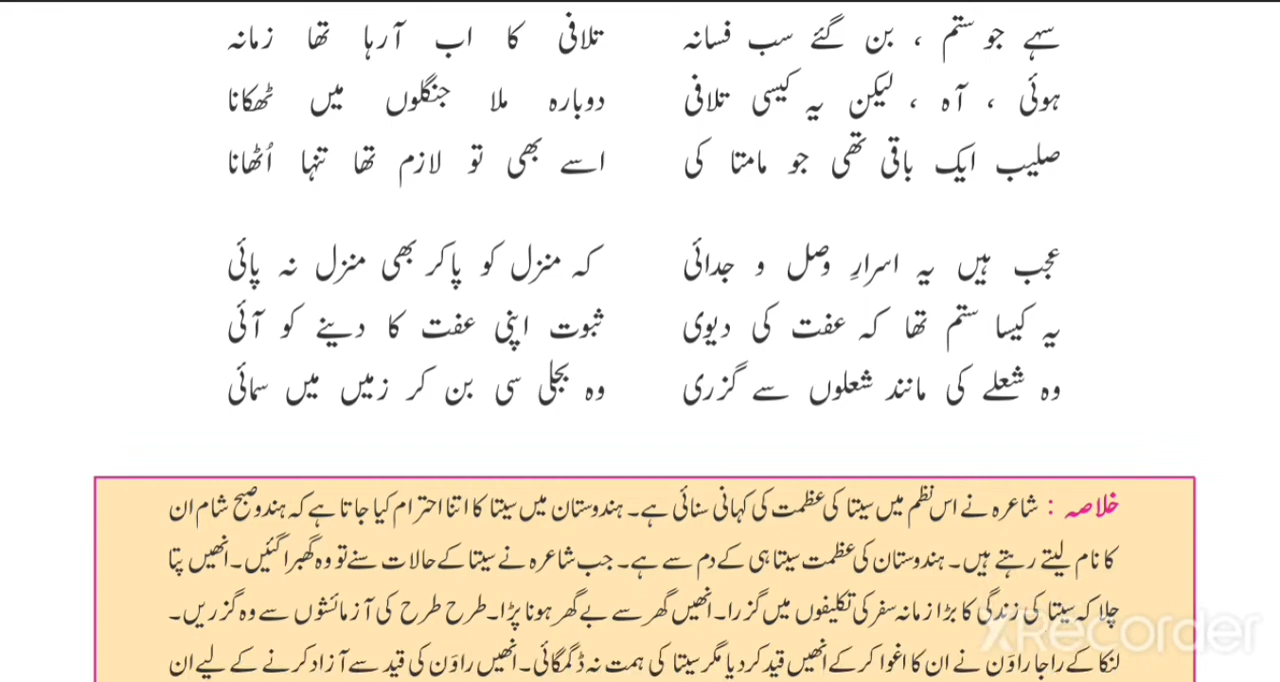 سہے جو ستم ، بن گئے سب فسانہ تلافی کا اب آرہا تھا زمانہ
ہوئی ، آہ ، لیکن یہ کیسی تلافی دوبارہ ملا جنگلوں میں ٹھکانا
صلیب ایک باقی تھی جو مامتا کی اسے بھی تو لازم تھا تنہا اُٹھانا
عجب ہیں یہ اسرارِ وصل و جدائی کہ منزل کو پاکر بھی منزل نہ پائی
یہ کیسا ستم تھا کہ عفت کی دیوی ثبوت اپنی عفت کا دینے کو آئی
وہ شعلے کی مانند شعلوں سے گزری وہ بجلی سی بن کر زمیں میں سمائی
خلاصہ : شاعرہ نے اس نظم میں سیتا کی عظمت کی کہانی سنائی ہے۔ ہندوستان میں سیتا کا اتنا احترام کیا جاتا ہے کہ ہندو صبح شام ان
کا نام لیتے رہتے ہیں۔ ہندوستان کی عظمت سیتا ہی کے دم سے ہے۔ جب شاعرہ نے سیتا کے حالات سنے تو وہ گھبرا گئیں۔ انھیں پتا
چلا کہ سیتا کی زندگی کا بڑا زمانہ سفر کی تکلیفوں میں گزرا۔ انھیں گھر سے بے گھر ہونا پڑا۔ طرح طرح کی آزمائشوں سے وہ گزریں۔
لنکا کے راجا راوَن نے ان کا اغوا کرکے انھیں قید کردیا مگر سیتا کی ہمت نہ ڈگمگائی۔ انھیں راوَن کی قید سے آزاد کرنے کے لیے ان
XRecorder